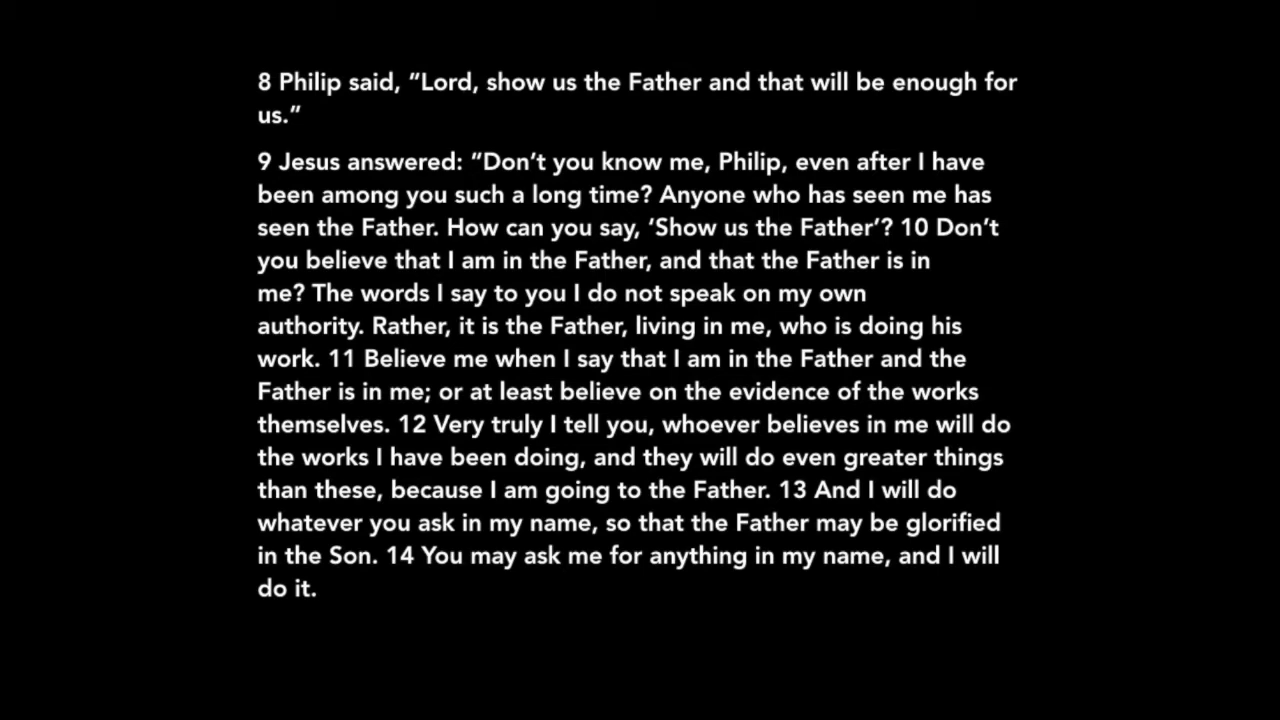 8 Philip said, ”Lord, show us the Father and that will be enough for
us.”
9 Jesus answered: “Don’t you know me, Philip, even after I have
been among you such a long time? Anyone who has seen me has
seen the Father. How can you say, ‘Show us the Father’? 10 Don’t
you believe that I am in the Father, and that the Father is in
me? The words I say to you I do not speak on my own
authority. Rather, it is the Father, living in me, who is doing his
work. 11 Believe me when I say that I am in the Father and the
Father is in me; or at least believe on the evidence of the works
themselves. 12 Very truly I tell you, whoever believes in me will do
the works I have been doing, and they will do even greater things
than these, because I am going to the Father. 13 And I will do
whatever you ask in my name, so that the Father may be glorified
in the Son. 14 You may ask me for anything in my name, and I will
do it.